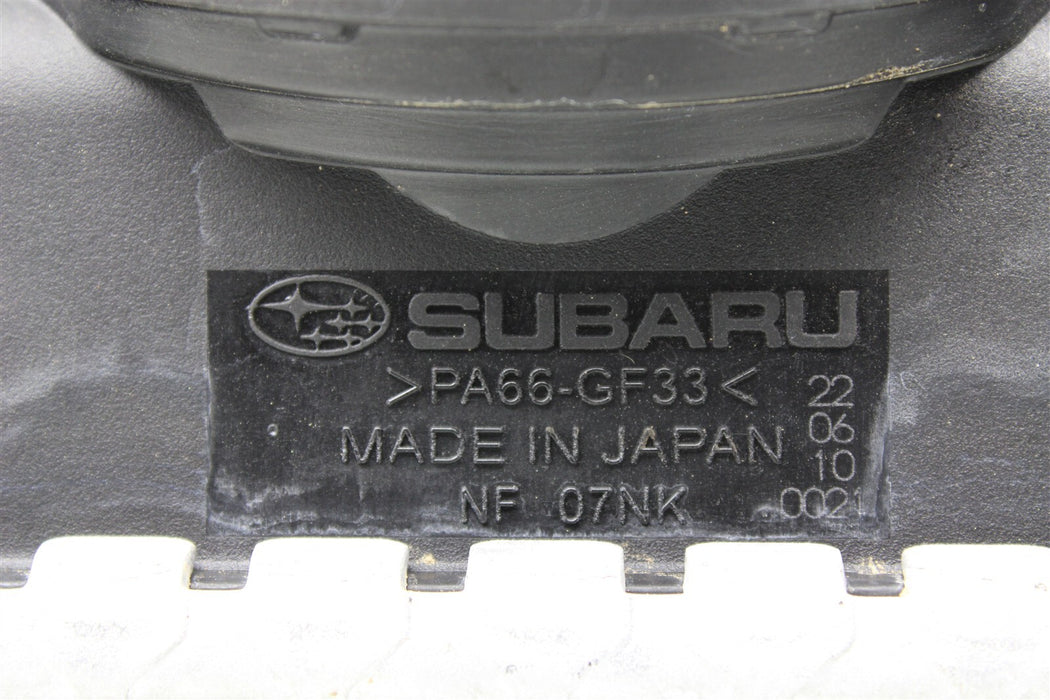 SUBARU
>PA66-GF33<
MADE IN JAPAN
NF 07NK
22
06
10
0021